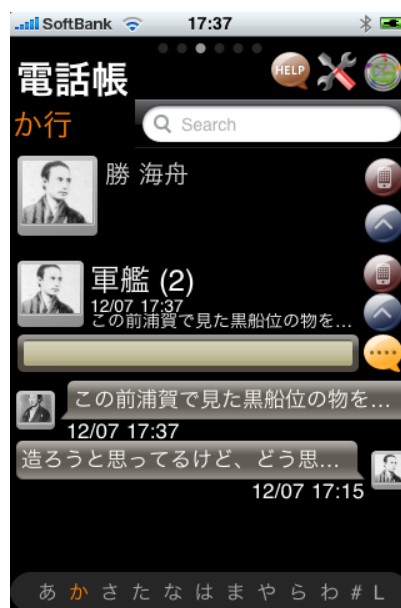 SoftBank 17:37
電話帳
HELP
か行
Search
勝 海舟
軍艦 (2)
12/07 17:37
この前浦賀で見た黒船位の物を...
この前浦賀で見た黒船位の物を...
12/07 17:37
造ろうと思ってるけど、どう思...
12/07 17:15
あ か さ た な は ま や ら わ # L